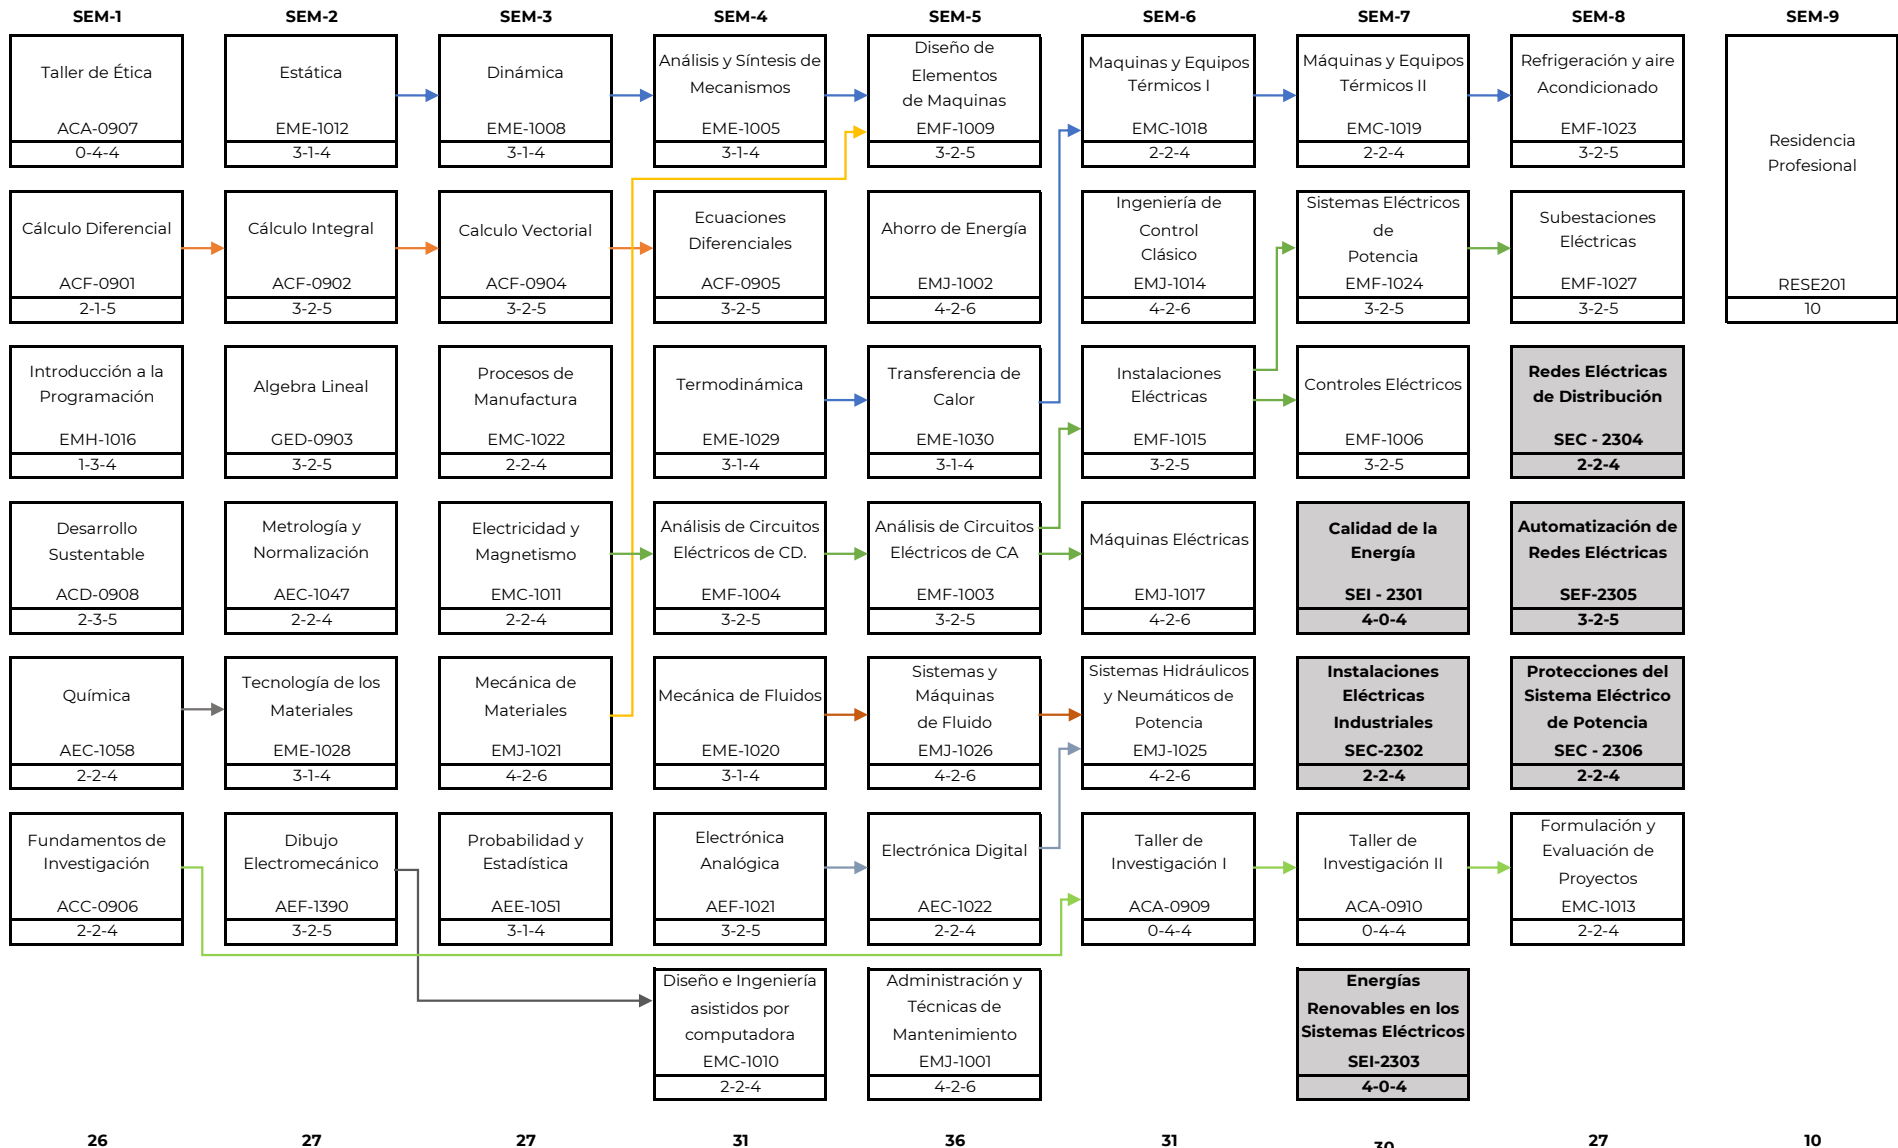 SEM-1
SEM-2
SEM-3
SEM-4
SEM-5
SEM-6
SEM-7
SEM-8
SEM-9
Taller de Ética
ACA-0907
0-4-4
Estática
EME-1012
3-1-4
Dinámica
EME-1008
3-1-4
Análisis y Síntesis de
Mecanismos
EME-1005
3-1-4
Diseño de
Elementos
de Maquinas
EMF-1009
3-2-5
Maquinas y Equipos
Térmicos I
EMC-1018
2-2-4
Máquinas y Equipos
Térmicos II
EMC-1019
2-2-4
Refrigeración y aire
Acondicionado
EMF-1023
3-2-5
Residencia
Profesional
RESE201
10
Cálculo Diferencial
ACF-0901
2-1-5
Cálculo Integral
ACF-0902
3-2-5
Calculo Vectorial
ACF-0904
3-2-5
Ecuaciones
Diferenciales
ACF-0905
3-2-5
Ahorro de Energía
EMJ-1002
4-2-6
Ingeniería de
Control
Clásico
EMJ-1014
4-2-6
Sistemas Eléctricos
de
Potencia
EMF-1024
3-2-5
Subestaciones
Eléctricas
EMF-1027
3-2-5
Introducción a la
Programación
EMH-1016
1-3-4
Algebra Lineal
GED-0903
3-2-5
Procesos de
Manufactura
EMC-1022
2-2-4
Termodinámica
EME-1029
3-1-4
Transferencia de
Calor
EME-1030
3-1-4
Instalaciones
Eléctricas
EMF-1015
3-2-5
Controles Eléctricos
EMF-1006
3-2-5
Redes Eléctricas
de Distribución
SEC - 2304
2-2-4
Desarrollo
Sustentable
ACD-0908
2-3-5
Metrología y
Normalización
AEC-1047
2-2-4
Electricidad y
Magnetismo
EMC-1011
2-2-4
Análisis de Circuitos
Eléctricos de CD.
EMF-1004
3-2-5
Análisis de Circuitos
Eléctricos de CA
EMF-1003
3-2-5
Máquinas Eléctricas
EMJ-1017
4-2-6
Calidad de la
Energía
SEI - 2301
4-0-4
Automatización de
Redes Eléctricas
SEF-2305
3-2-5
Química
AEC-1058
2-2-4
Tecnología de los
Materiales
EME-1028
3-1-4
Mecánica de
Materiales
EMJ-1021
4-2-6
Mecánica de Fluidos
EME-1020
3-1-4
Sistemas y
Máquinas
de Fluido
EMJ-1026
4-2-6
Sistemas Hidráulicos
y Neumáticos de
Potencia
EMJ-1025
4-2-6
Instalaciones
Eléctricas
Industriales
SEC-2302
2-2-4
Protecciones del
Sistema Eléctrico
de Potencia
SEC - 2306
2-2-4
Fundamentos de
Investigación
ACC-0906
2-2-4
Dibujo
Electromecánico
AEF-1390
3-2-5
Probabilidad y
Estadística
AEE-1051
3-1-4
Electrónica
Analógica
AEF-1021
3-2-5
Electrónica Digital
AEC-1022
2-2-4
Taller de
Investigación I
ACA-0909
0-4-4
Taller de
Investigación II
ACA-0910
0-4-4
Formulación y
Evaluación de
Proyectos
EMC-1013
2-2-4
Diseño e Ingeniería
asistidos por
computadora
EMC-1010
2-2-4
Administración y
Técnicas de
Mantenimiento
EMJ-1001
4-2-6
Energías
Renovables en los
Sistemas Eléctricos
SEI-2303
4-0-4
26
27
27
31
36
31
30
27
10